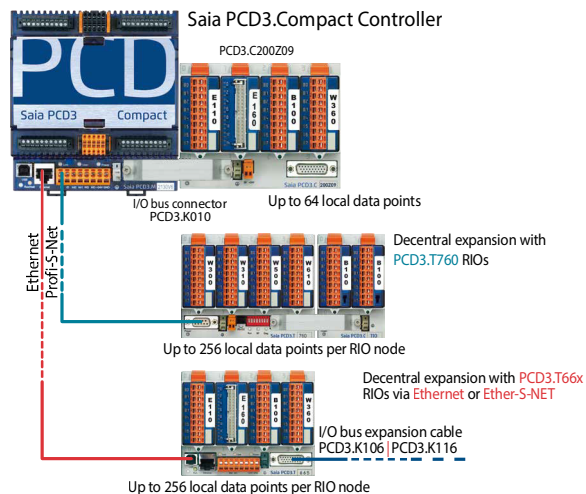 Saia PCD3.Compact Controller
PCD3.C200Z09
PCD
Saia PCD3 Compact
E110
E160
B100
W360
Saia PCD3.C 200Z09
I/O bus connector
PCD3.K010
Up to 64 local data points
Ethernet
Profi-S-Net
Decentral expansion with
PCD3.T760 RIOs
W300
W310
W500
W610
B100
B100
Up to 256 local data points per RIO node
Decentral expansion with PCD3.T66x
RIOs via Ethernet or Ether-S-NET
E110
E160
B100
W360
I/O bus expansion cable
PCD3.K106 | PCD3.K116
Up to 256 local data points per RIO node